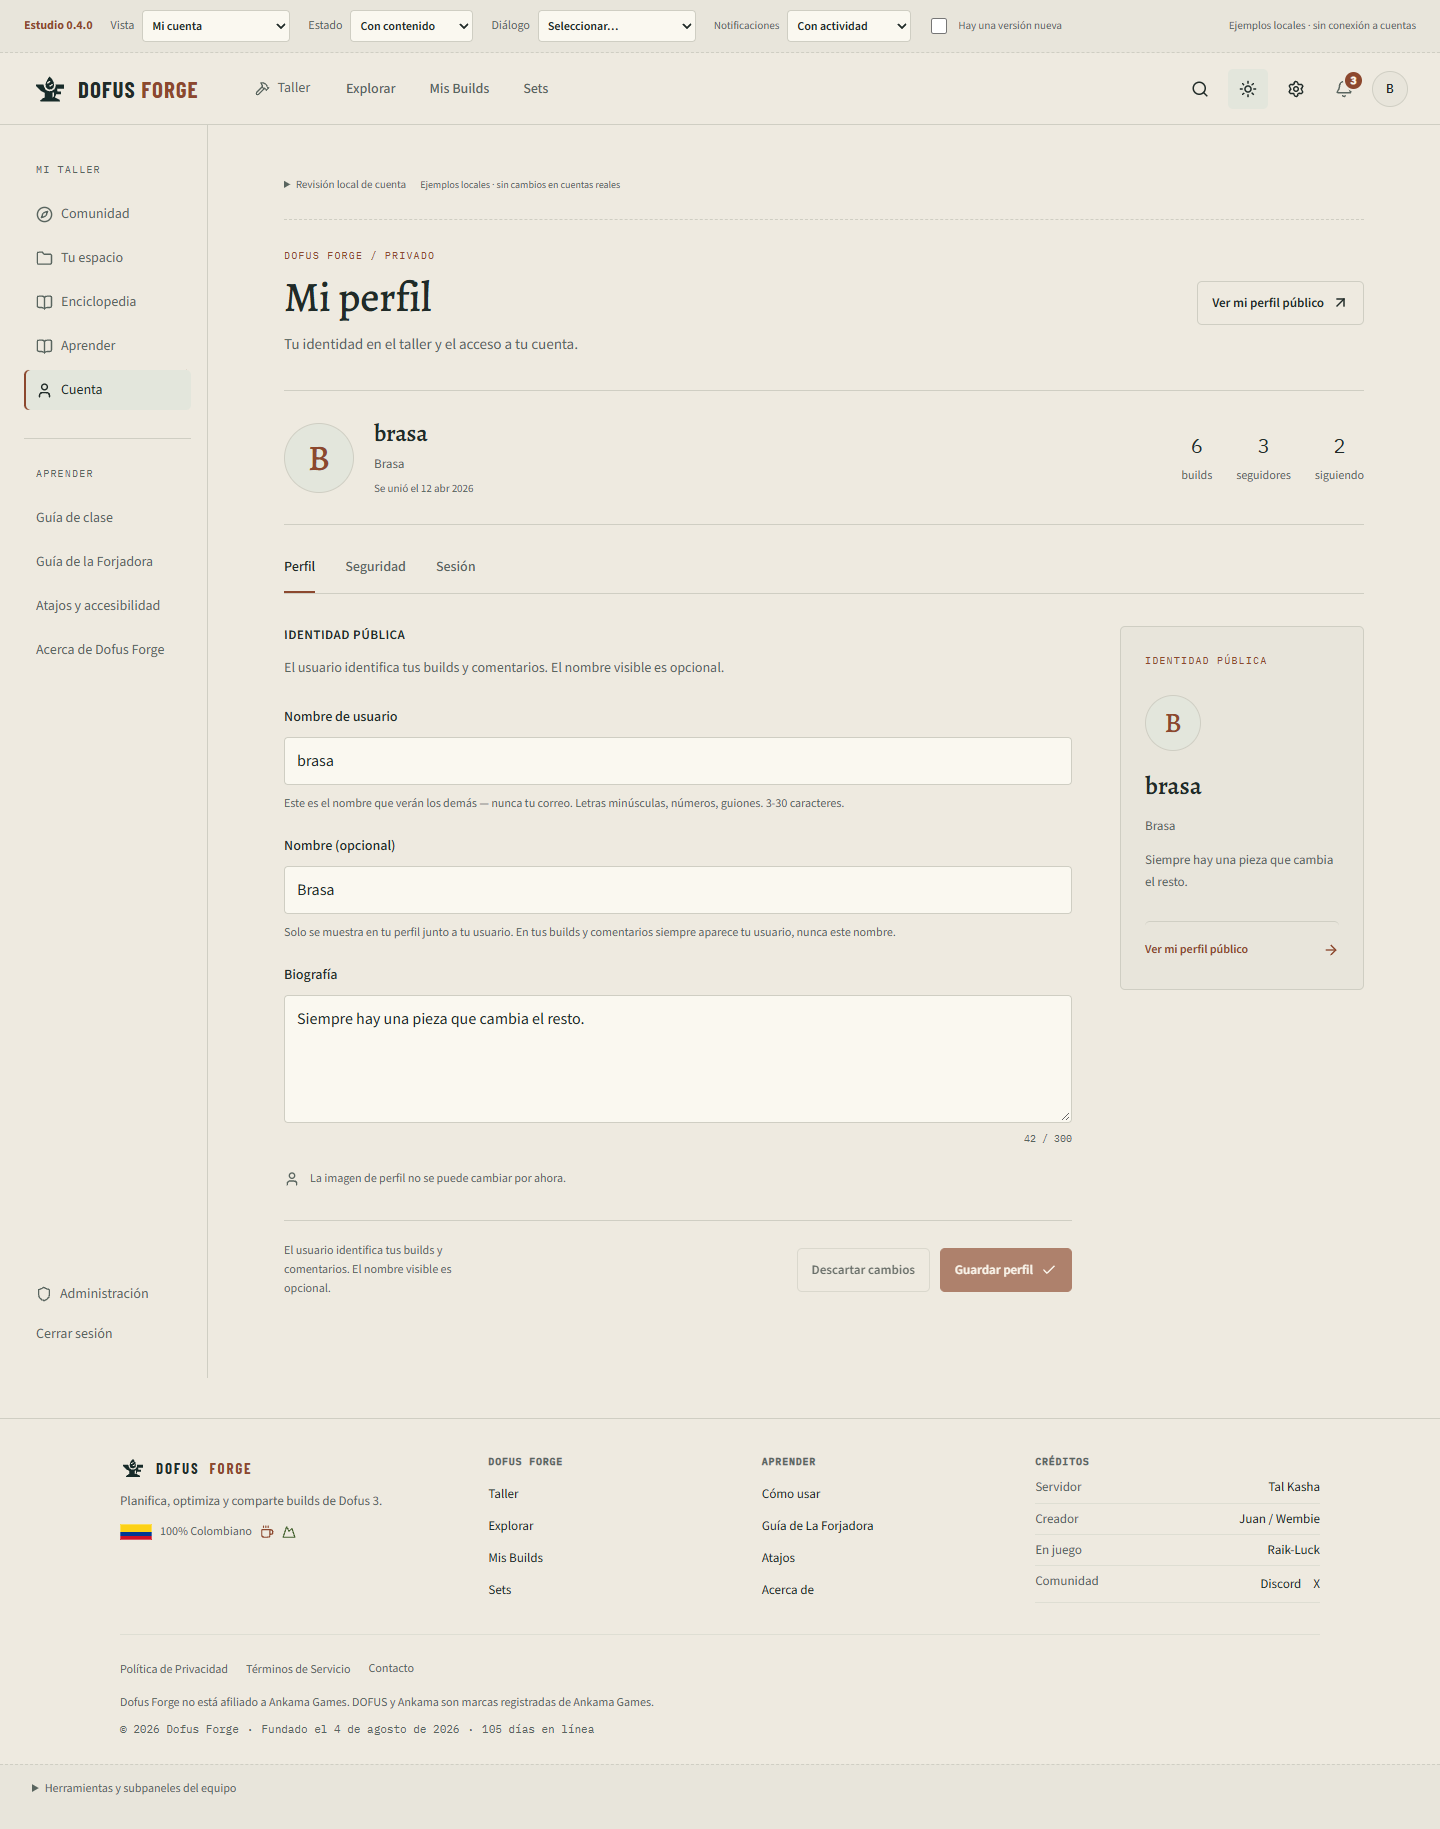 Estudio 0.4.0 Vista Mi cuenta Estado Con contenido Diálogo Seleccionar... Notificaciones Con actividad Hay una versión nueva Ejemplos locales · sin conexión a cuentas
DOFUS FORGE Taller Explorar Mis Builds Sets 3 B
MI TALLER
Comunidad
Tu espacio
Enciclopedia
Aprender
Cuenta
APRENDER
Guía de clase
Guía de la Forjadora
Atajos y accesibilidad
Acerca de Dofus Forge
Administración
Cerrar sesión
Revisión local de cuenta Ejemplos locales · sin cambios en cuentas reales
DOFUS FORGE / PRIVADO
Mi perfil
Ver mi perfil público
Tu identidad en el taller y el acceso a tu cuenta.
B
brasa
Brasa
Se unió el 12 abr 2026
6 3 2
builds seguidores siguiendo
Perfil Seguridad Sesión
IDENTIDAD PÚBLICA
El usuario identifica tus builds y comentarios. El nombre visible es opcional.
Nombre de usuario
brasa
Este es el nombre que verán los demás — nunca tu correo. Letras minúsculas, números, guiones. 3-30 caracteres.
Nombre (opcional)
Brasa
Solo se muestra en tu perfil junto a tu usuario. En tus builds y comentarios siempre aparece tu usuario, nunca este nombre.
Biografía
Siempre hay una pieza que cambia el resto.
42 / 300
La imagen de perfil no se puede cambiar por ahora.
El usuario identifica tus builds y
comentarios. El nombre visible es
opcional.
Descartar cambios Guardar perfil
IDENTIDAD PÚBLICA
B
brasa
Brasa
Siempre hay una pieza que cambia
el resto.
Ver mi perfil público
DOFUS FORGE
Planifica, optimiza y comparte builds de Dofus 3.
100% Colombiano
DOFUS FORGE
Taller
Explorar
Mis Builds
Sets
APRENDER
Cómo usar
Guía de La Forjadora
Atajos
Acerca de
CRÉDITOS
Servidor Tal Kasha
Creador Juan / Wembie
En juego Raik-Luck
Comunidad Discord X
Política de Privacidad Términos de Servicio Contacto
Dofus Forge no está afiliado a Ankama Games. DOFUS y Ankama son marcas registradas de Ankama Games.
© 2026 Dofus Forge · Fundado el 4 de agosto de 2026 · 105 días en línea
Herramientas y subpaneles del equipo